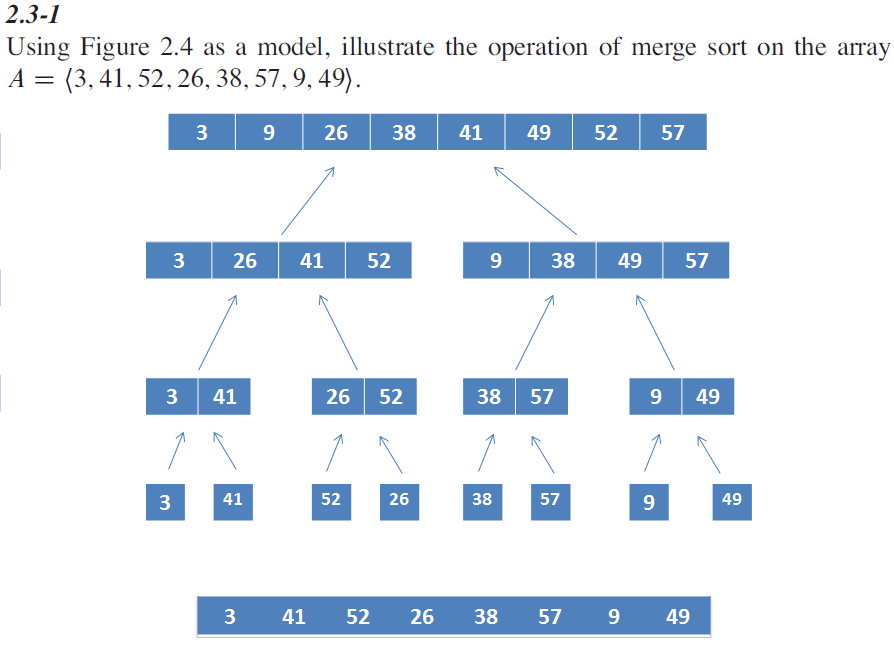 2.3-1
Using Figure 2.4 as a model, illustrate the operation of merge sort on the array
A = ⟨3, 41, 52, 26, 38, 57, 9, 49⟩.
3 9 26 38 41 49 52 57
3 26 41 52 9 38 49 57
3 41 26 52 38 57 9 49
3 41 52 26 38 57 9 49
3 41 52 26 38 57 9 49